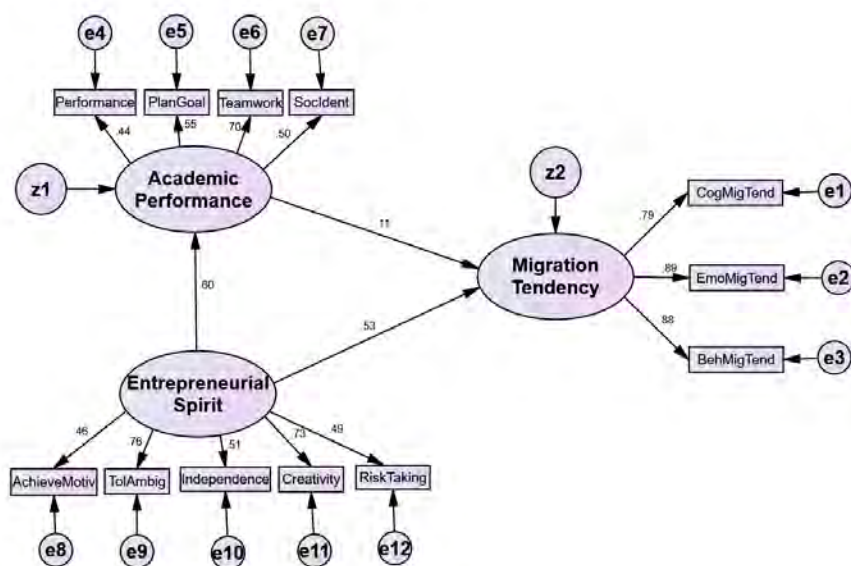 e4
e5
e6
e7
Performance
PlanGoal
Teamwork
SocIdent
.44
.55
.70
.50
z1
Academic
Performance
z2
CogMigTend
e1
.79
.11
Migration
Tendency
.89
EmoMigTend
e2
.60
.53
.88
BehMigTend
e3
Entrepreneurial
Spirit
.46
.76
.51
.73
.49
AchieveMotiv
TolAmbig
Independence
Creativity
RiskTaking
e8
e9
e10
e11
e12